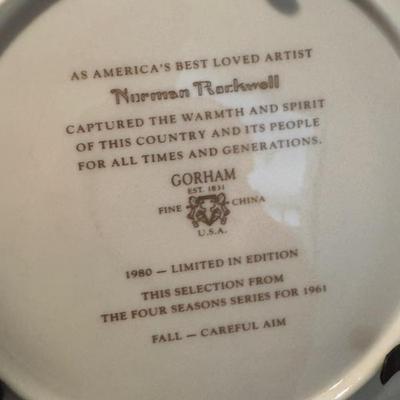 AS AMERICA'S BEST LOVED ARTIST
Norman Rockwell
CAPTURED THE WARMTH AND SPIRIT
OF THIS COUNTRY AND ITS PEOPLE
FOR ALL TIMES AND GENERATIONS.
GORHAM
EST. 1831
FINE CHINA
U.S.A.
1980 — LIMITED IN EDITION
THIS SELECTION FROM
THE FOUR SEASONS SERIES FOR 1961
FALL — CAREFUL AIM